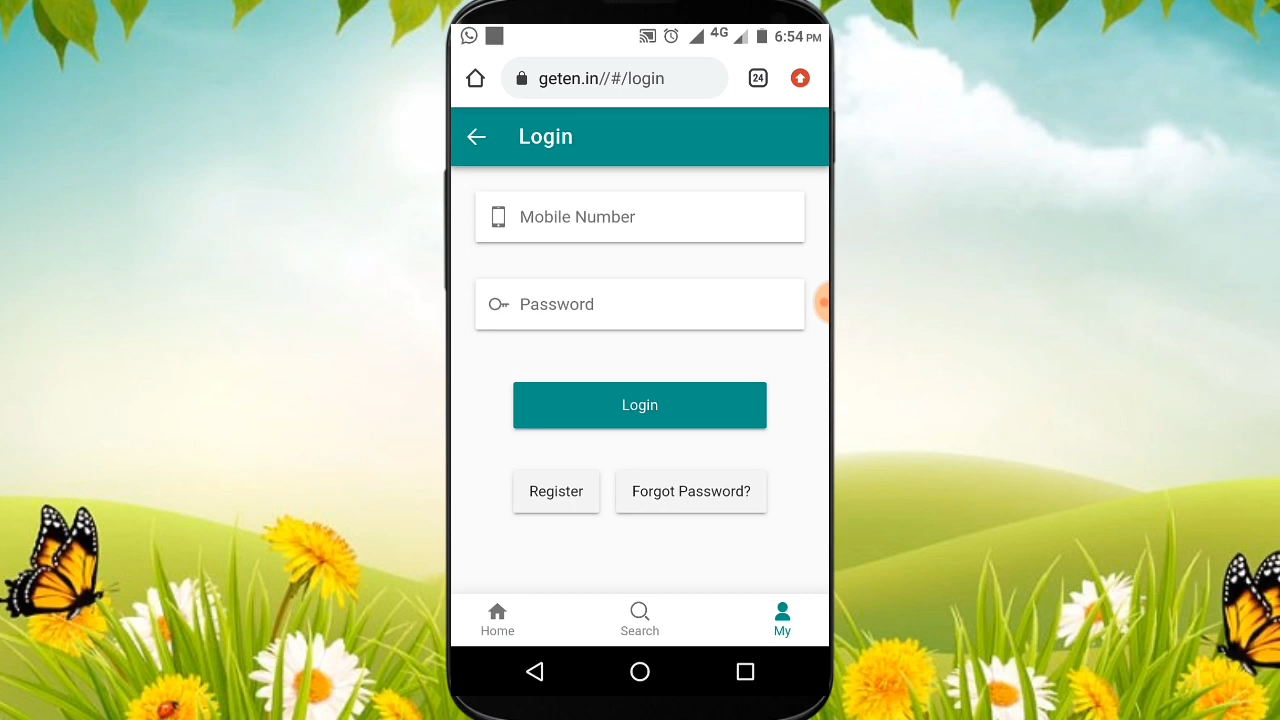 4G 6:54 PM
geten.in//#/login 24
Login
Mobile Number
Password
Login
Register Forgot Password?
Home Search My